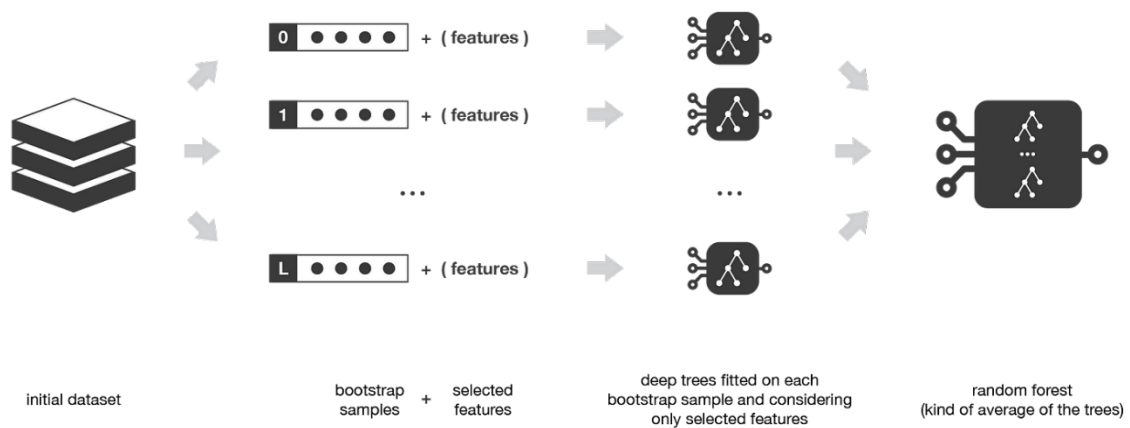 0 + ( features )
1 + ( features )
...
...
...
L + ( features )
initial dataset
bootstrap
samples
+
selected
features
deep trees fitted on each
bootstrap sample and considering
only selected features
random forest
(kind of average of the trees)